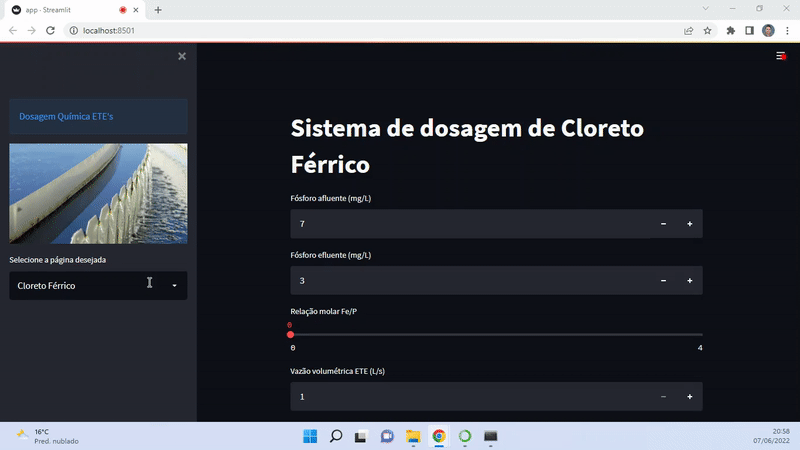 app · Streamlit
localhost:8501
Dosagem Química ETE's
Selecione a página desejada
Cloreto Férrico
Sistema de dosagem de Cloreto
Férrico
Fósforo afluente (mg/L)
7
Fósforo efluente (mg/L)
3
Relação molar Fe/P
0
0
4
Vazão volumétrica ETE (L/s)
1
16°C
Pred. nublado
20:58
07/06/2022